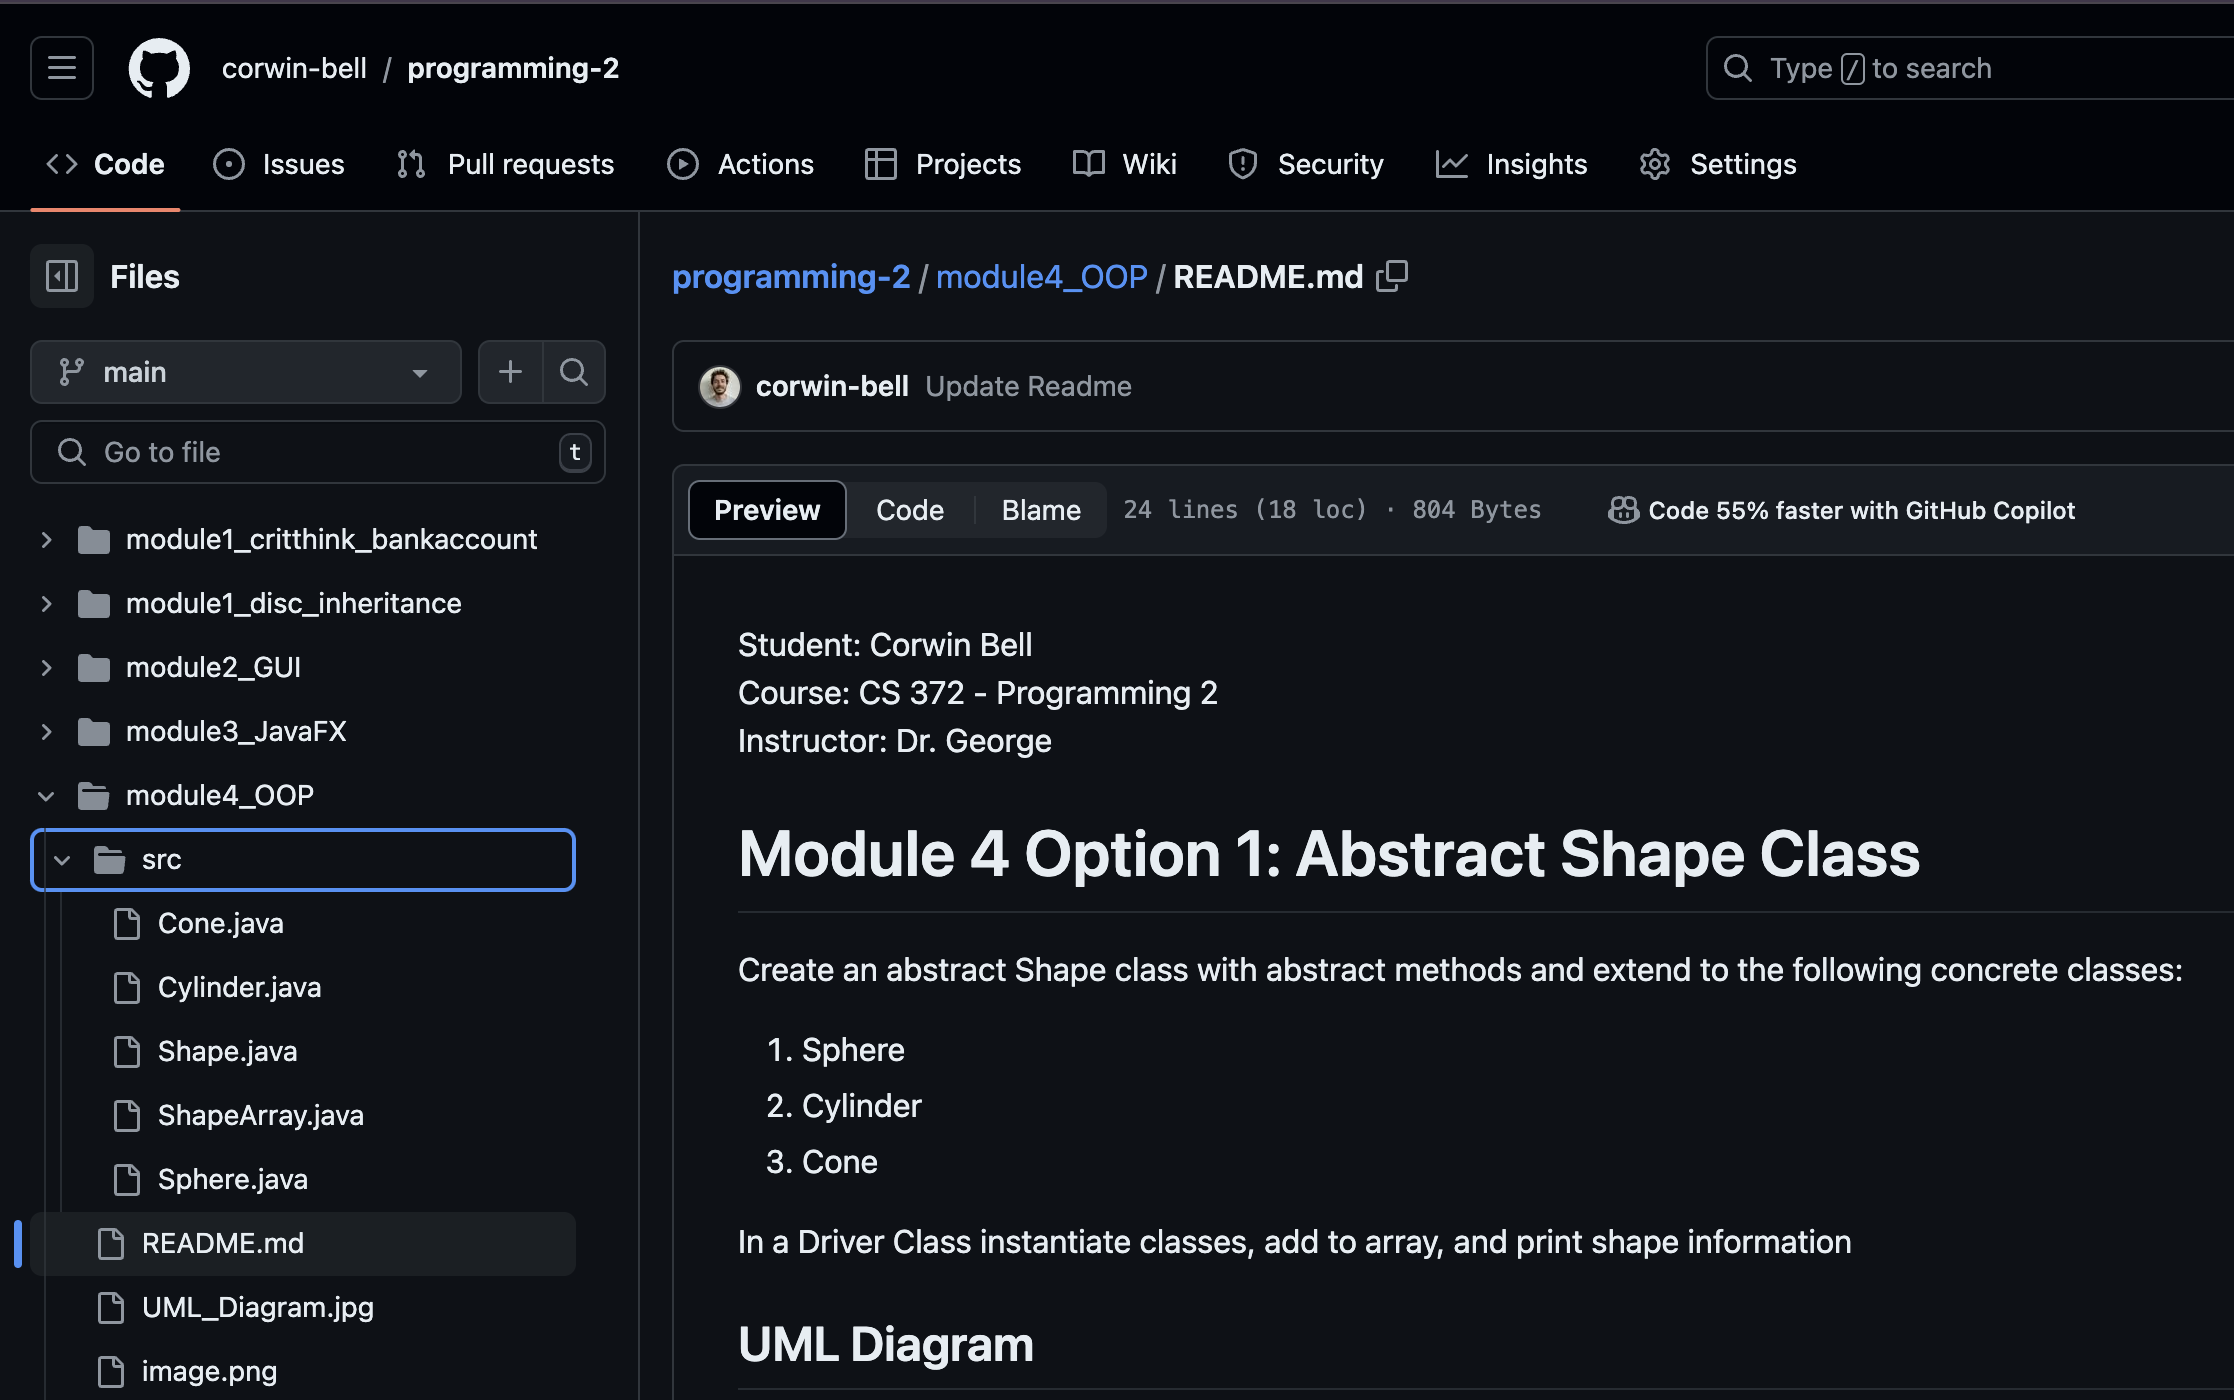 corwin-bell / programming-2
Type / to search
Code Issues Pull requests Actions Projects Wiki Security Insights Settings
Files
main
Go to file t
module1_critthink_bankaccount
module1_disc_inheritance
module2_GUI
module3_JavaFX
module4_OOP
src
Cone.java
Cylinder.java
Shape.java
ShapeArray.java
Sphere.java
README.md
UML_Diagram.jpg
image.png
programming-2 / module4_OOP / README.md
corwin-bell Update Readme
Preview Code Blame 24 lines (18 loc) · 804 Bytes Code 55% faster with GitHub Copilot
Student: Corwin Bell
Course: CS 372 - Programming 2
Instructor: Dr. George
Module 4 Option 1: Abstract Shape Class
Create an abstract Shape class with abstract methods and extend to the following concrete classes:
1. Sphere
2. Cylinder
3. Cone
In a Driver Class instantiate classes, add to array, and print shape information
UML Diagram